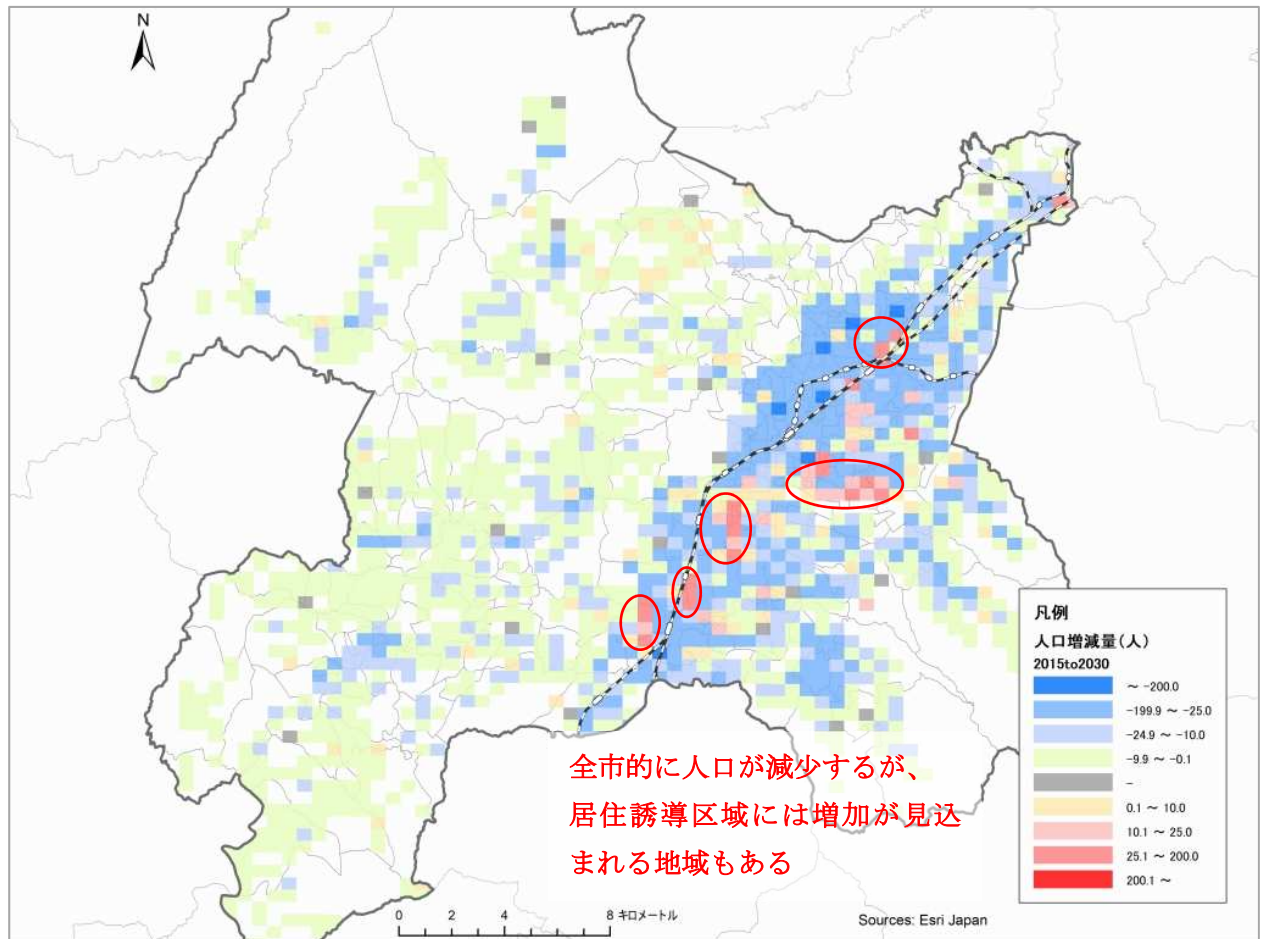 N
凡例
人口増減量(人)
2015to2030
～ -200.0
-199.9 ～ -25.0
-24.9 ～ -10.0
-9.9 ～ -0.1
-
0.1 ～ 10.0
10.1 ～ 25.0
25.1 ～ 200.0
200.1 ～
全市的に人口が減少するが、
居住誘導区域には増加が見込
まれる地域もある
0 2 4 8 キロメートル
Sources: Esri Japan